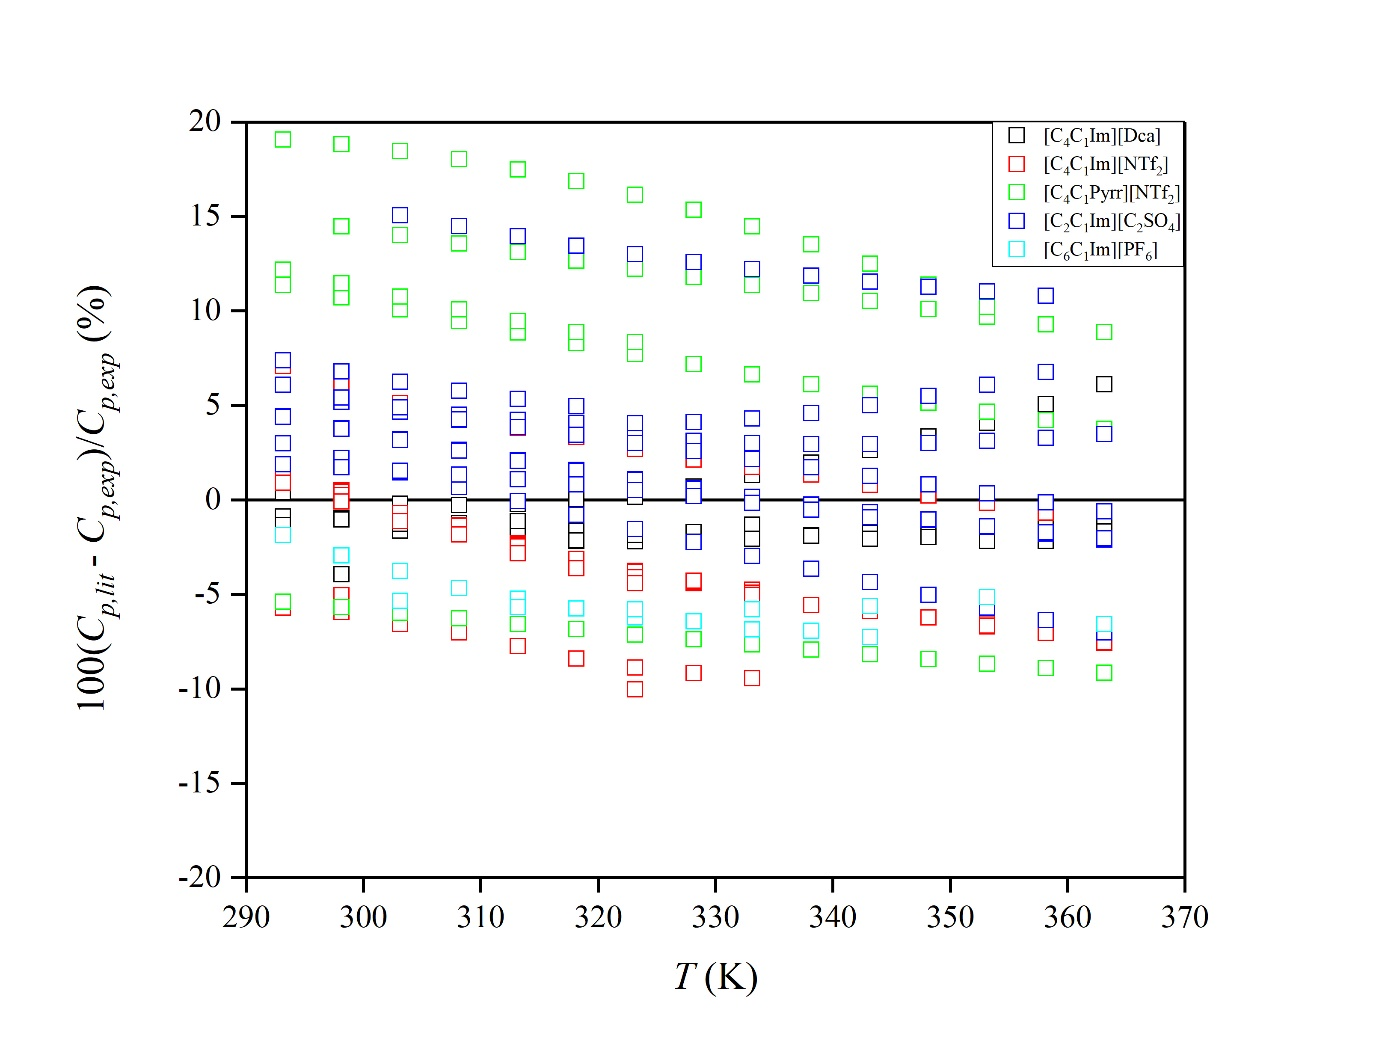 20
15
10
5
0
-5
-10
-15
-20
100(Cp,lit - Cp,exp)/Cp,exp (%)
[C4C1Im][Dca]
[C4C1Im][NTf2]
[C4C1Pyrr][NTf2]
[C2C1Im][C2SO4]
[C6C1Im][PF6]
290 300 310 320 330 340 350 360 370
T (K)